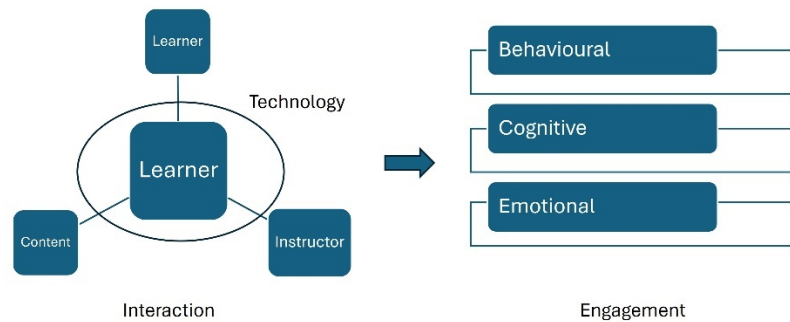 Learner
Technology
Learner
Content
Instructor
Interaction
Behavioural
Cognitive
Emotional
Engagement